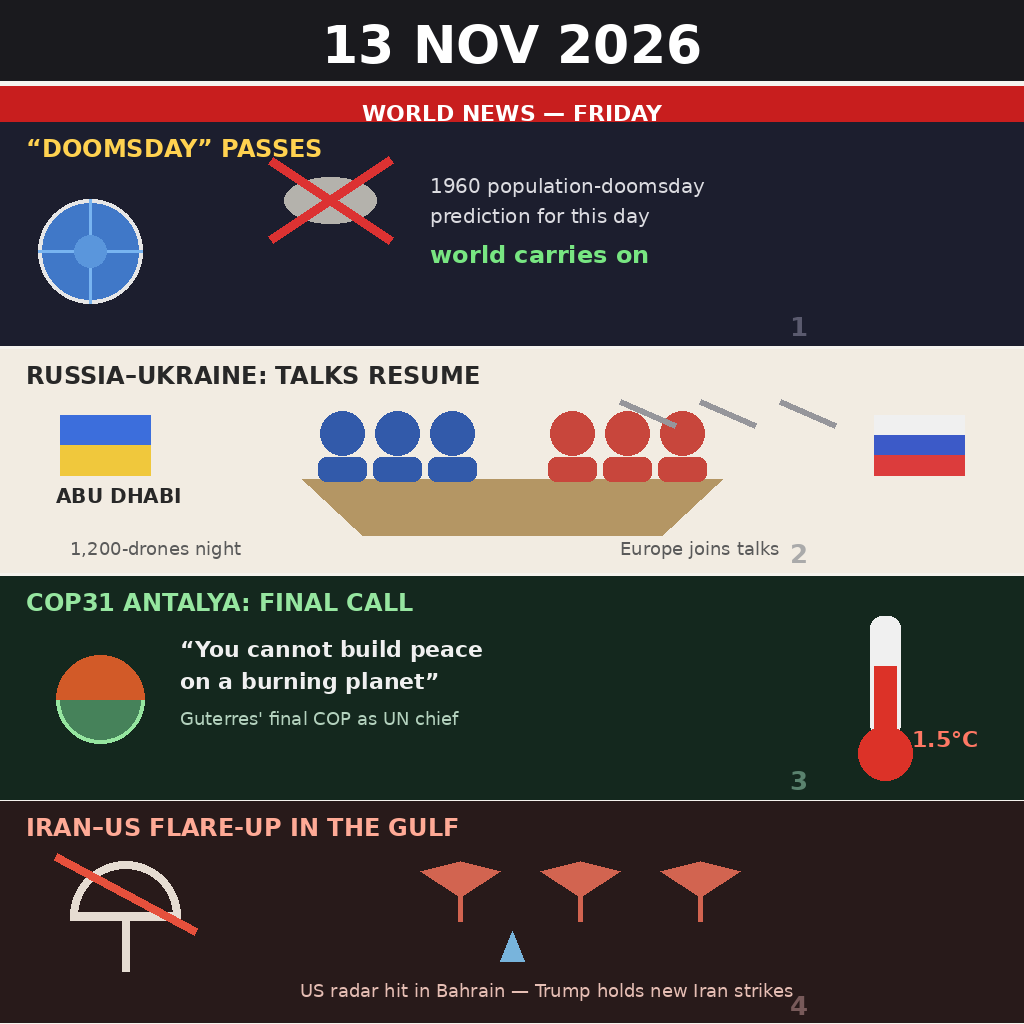 13 NOV 2026
WORLD NEWS — FRIDAY
“DOOMSDAY” PASSES
1960 population-doomsday
prediction for this day
world carries on
1
RUSSIA–UKRAINE: TALKS RESUME
ABU DHABI
1,200-drones night
Europe joins talks
2
COP31 ANTALYA: FINAL CALL
“You cannot build peace
on a burning planet”
Guterres' final COP as UN chief
1.5°C
3
IRAN–US FLARE-UP IN THE GULF
US radar hit in Bahrain — Trump holds new Iran strikes
4